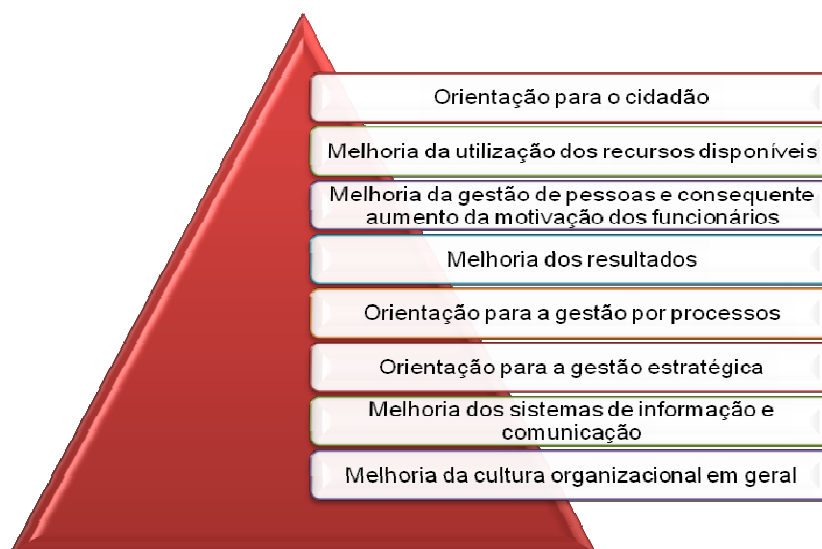 Orientação para o cidadão
Melhoria da utilização dos recursos disponíveis
Melhoria da gestão de pessoas e consequente
aumento da motivação dos funcionários
Melhoria dos resultados
Orientação para a gestão por processos
Orientação para a gestão estratégica
Melhoria dos sistemas de informação e
comunicação
Melhoria da cultura organizacional em geral